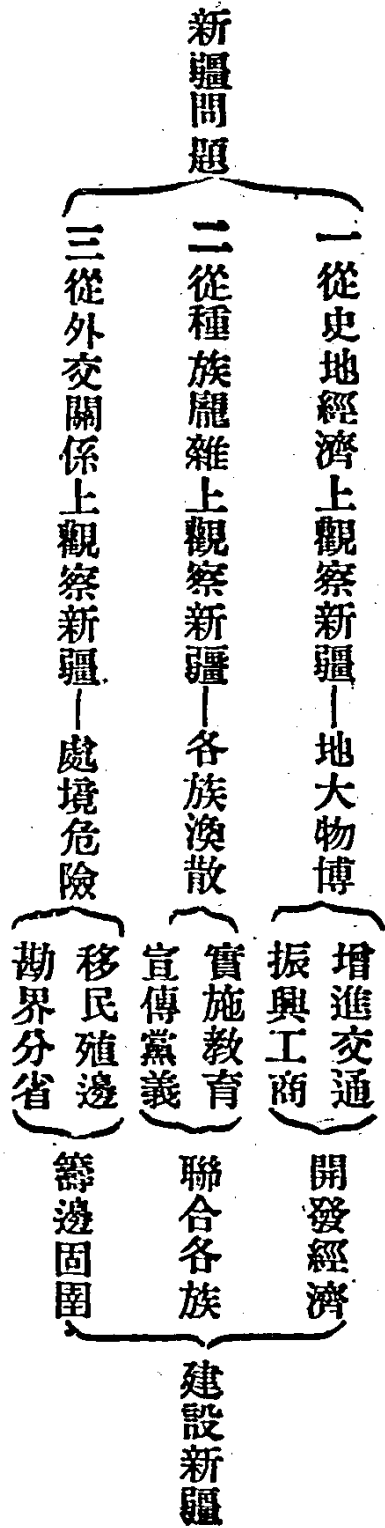 新疆問題
一從史地經濟上觀察新疆—地大物博
增進交通
振興工商
開發經濟
二從種族龐雜上觀察新疆—各族渙散
實施教育
宣傳黨義
聯合各族
三從外交關係上觀察新疆—處境危險
移民殖邊
勘界分省
籌邊固圉
建設新疆